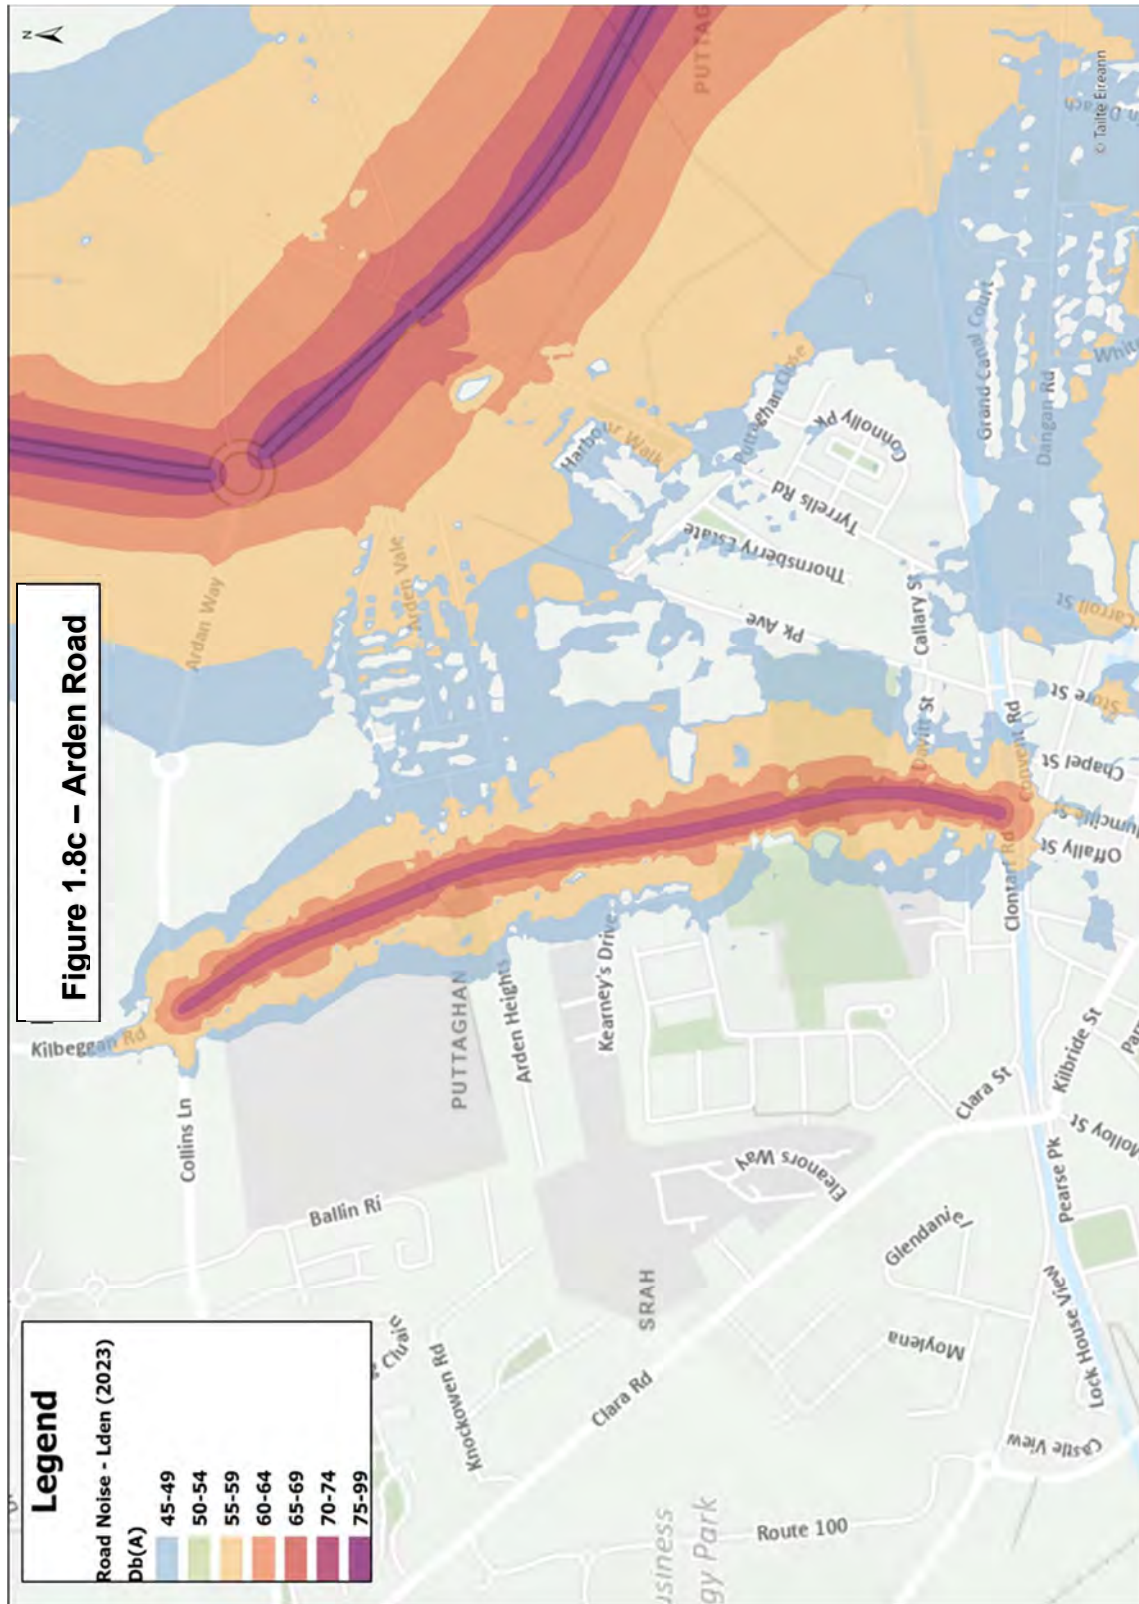 Figure 1.8c – Arden Road
Legend
Road Noise - Lden (2023)
Db(A)
45-49
50-54
55-59
60-64
65-69
70-74
75-99
N
© Tailte Éireann
Kilbeggan Rd
Collins Ln
Ballin Ri
Knockowen Rd
Clara Rd
Route 100
SRAH
PUTTAGHAN
Arden Heights
Kearney's Drive
Eleanors Way
Glendaniel
Moylena
Castle View
Lock House View
Pearse Pk
Molloy St
Kilbride St
Clara St
Clontarf Rd
Convent Rd
Offally St
Chapel St
Store St
Davitt St
Callary St
Pk Ave
Thornsberry Estate
Tyrrells Rd
Connolly Pk
Puttaghan Close
Harbour Walk
Arden Vale
Ardan Way
Grand Canal Court
Dangan Rd